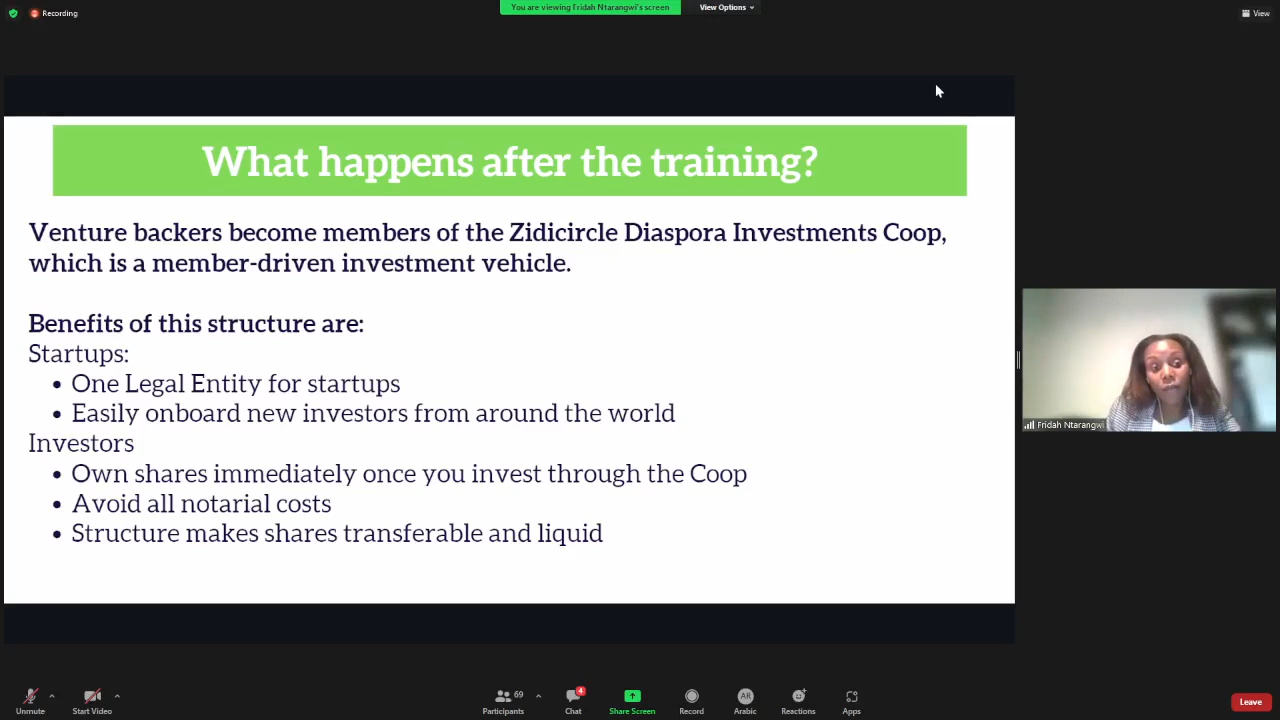 Recording
You are viewing Fridah Ntarangwi's screen
View Options
View
What happens after the training?
Venture backers become members of the Zidicircle Diaspora Investments Coop,
which is a member-driven investment vehicle.
Benefits of this structure are:
Startups:
• One Legal Entity for startups
• Easily onboard new investors from around the world
Investors
• Own shares immediately once you invest through the Coop
• Avoid all notarial costs
• Structure makes shares transferable and liquid
Fridah Ntarangwi
Unmute
Start Video
69
Participants
4
Chat
Share Screen
Record
AR
Arabic
Reactions
Apps
Leave